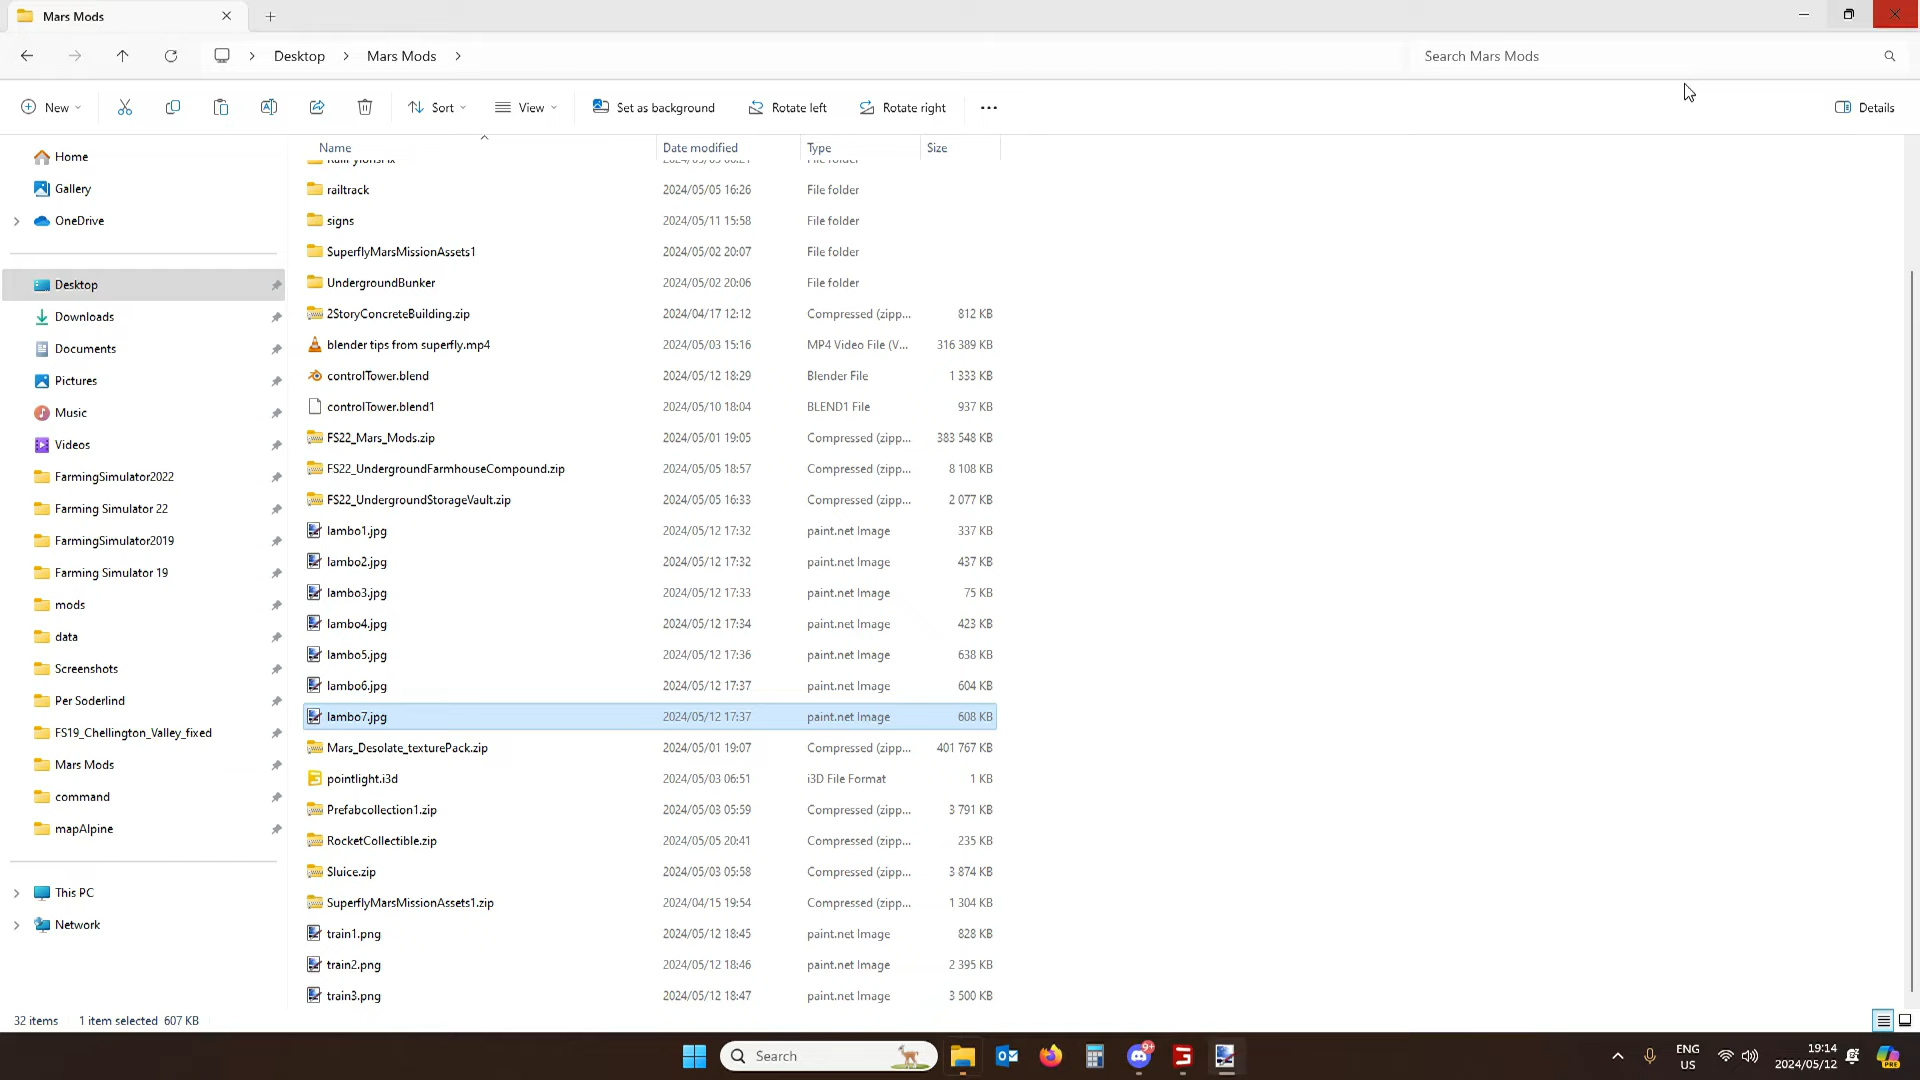 Mars Mods
Desktop
Mars Mods
Search Mars Mods
New
Sort
View
Set as background
Rotate left
Rotate right
Details
Name Date modified Type Size
railtrack 2024/05/05 16:26 File folder
signs 2024/05/11 15:58 File folder
SuperflyMarsMissionAssets1 2024/05/02 20:07 File folder
UndergroundBunker 2024/05/02 20:06 File folder
2StoryConcreteBuilding.zip 2024/04/17 12:12 Compressed (zipp... 812 KB
blender tips from superfly.mp4 2024/05/03 15:16 MP4 Video File (V... 316 389 KB
controlTower.blend 2024/05/12 18:29 Blender File 1 333 KB
controlTower.blend1 2024/05/10 18:04 BLEND1 File 937 KB
FS22_Mars_Mods.zip 2024/05/01 19:05 Compressed (zipp... 383 548 KB
FS22_UndergroundFarmhouseCompound.zip 2024/05/05 18:57 Compressed (zipp... 8 108 KB
FS22_UndergroundStorageVault.zip 2024/05/05 16:33 Compressed (zipp... 2 077 KB
lambo1.jpg 2024/05/12 17:32 paint.net Image 337 KB
lambo2.jpg 2024/05/12 17:32 paint.net Image 437 KB
lambo3.jpg 2024/05/12 17:33 paint.net Image 75 KB
lambo4.jpg 2024/05/12 17:34 paint.net Image 423 KB
lambo5.jpg 2024/05/12 17:36 paint.net Image 638 KB
lambo6.jpg 2024/05/12 17:37 paint.net Image 604 KB
lambo7.jpg 2024/05/12 17:37 paint.net Image 608 KB
Mars_Desolate_texturePack.zip 2024/05/01 19:07 Compressed (zipp... 401 767 KB
pointlight.i3d 2024/05/03 06:51 i3D File Format 1 KB
Prefabcollection1.zip 2024/05/03 05:59 Compressed (zipp... 3 791 KB
RocketCollectible.zip 2024/05/05 20:41 Compressed (zipp... 235 KB
Sluice.zip 2024/05/03 05:58 Compressed (zipp... 3 874 KB
SuperflyMarsMissionAssets1.zip 2024/04/15 19:54 Compressed (zipp... 1 304 KB
train1.png 2024/05/12 18:45 paint.net Image 828 KB
train2.png 2024/05/12 18:46 paint.net Image 2 395 KB
train3.png 2024/05/12 18:47 paint.net Image 3 500 KB
Home
Gallery
OneDrive
Desktop
Downloads
Documents
Pictures
Music
Videos
FarmingSimulator2022
Farming Simulator 22
FarmingSimulator2019
Farming Simulator 19
mods
data
Screenshots
Per Soderlind
FS19_Chellington_Valley_fixed
Mars Mods
command
mapAlpine
This PC
Network
32 items 1 item selected 607 KB
Search
9+
ENG
US
19:14
2024/05/12
PRE